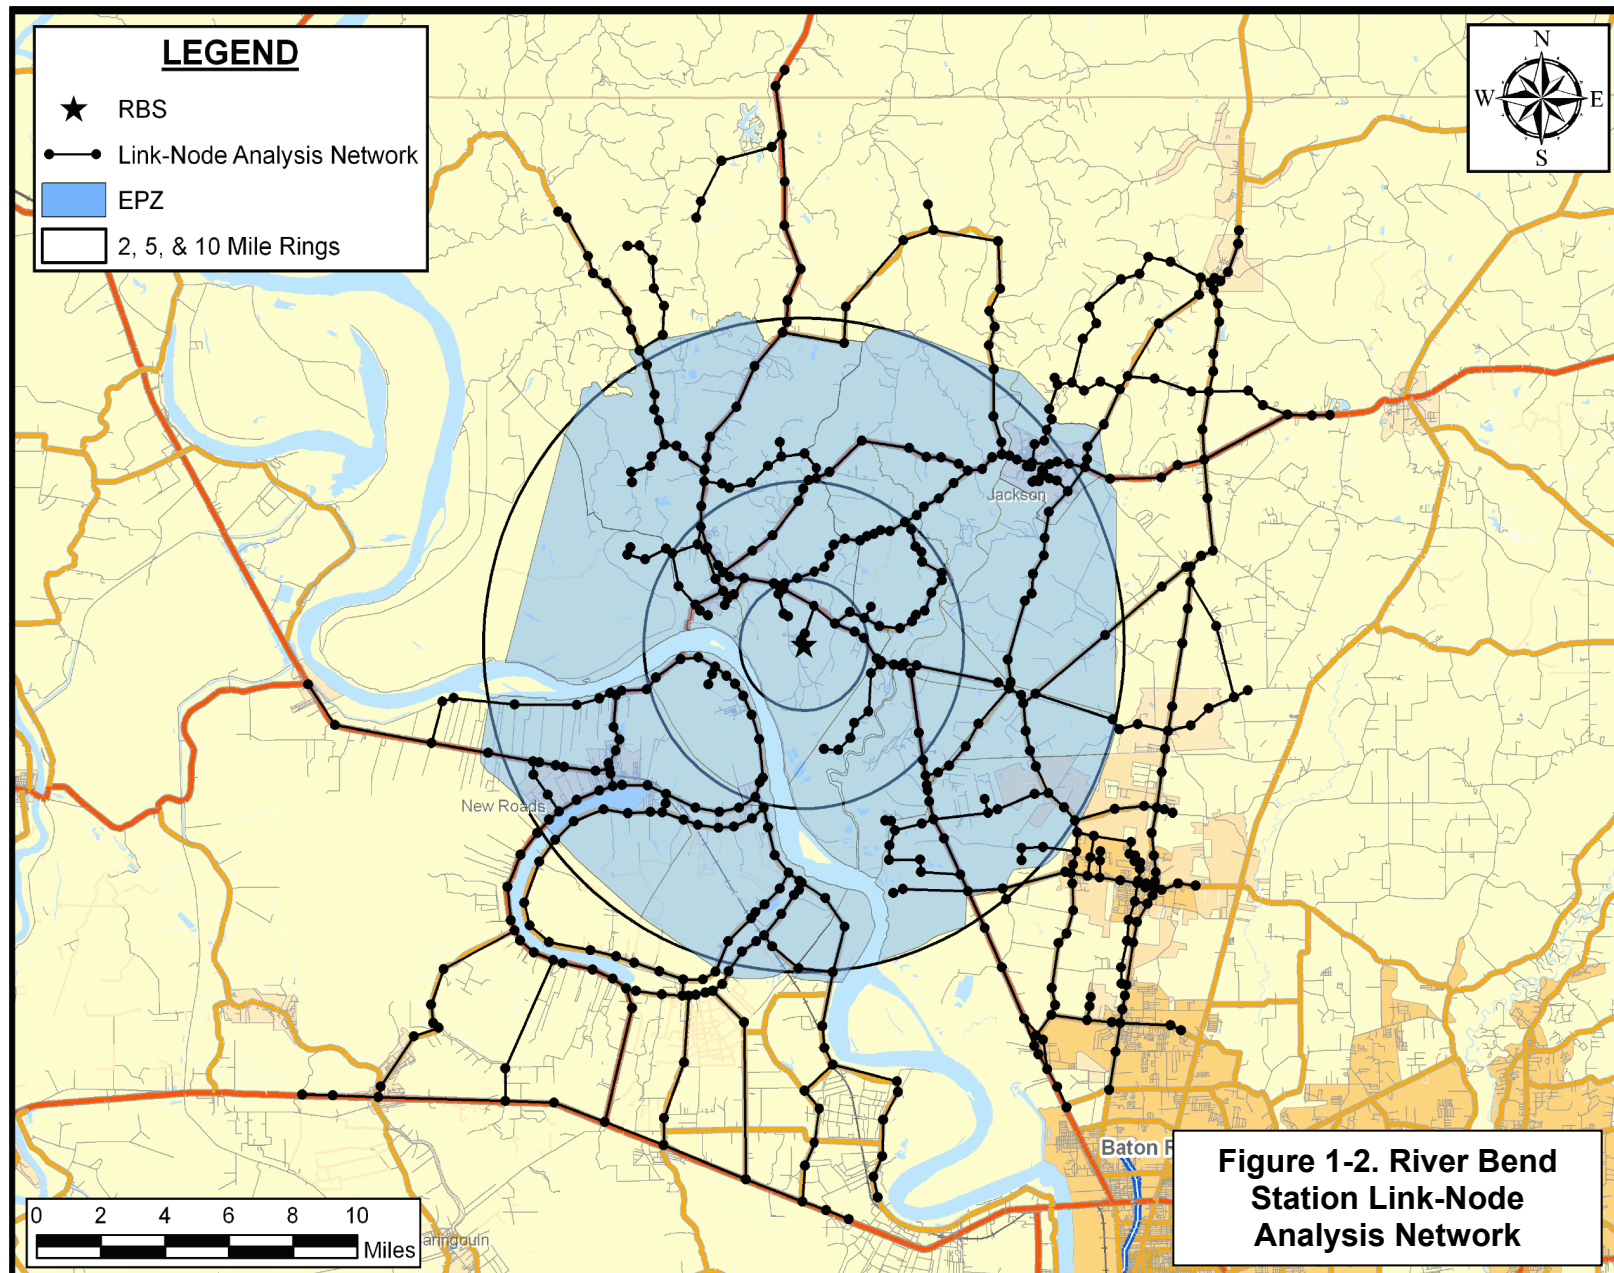 LEGEND
RBS
Link-Node Analysis Network
EPZ
2, 5, & 10 Mile Rings
N
W E
S
Jackson
New Roads
Baton R
Figure 1-2. River Bend
Station Link-Node
Analysis Network
0 2 4 6 8 10
Miles
aringouin